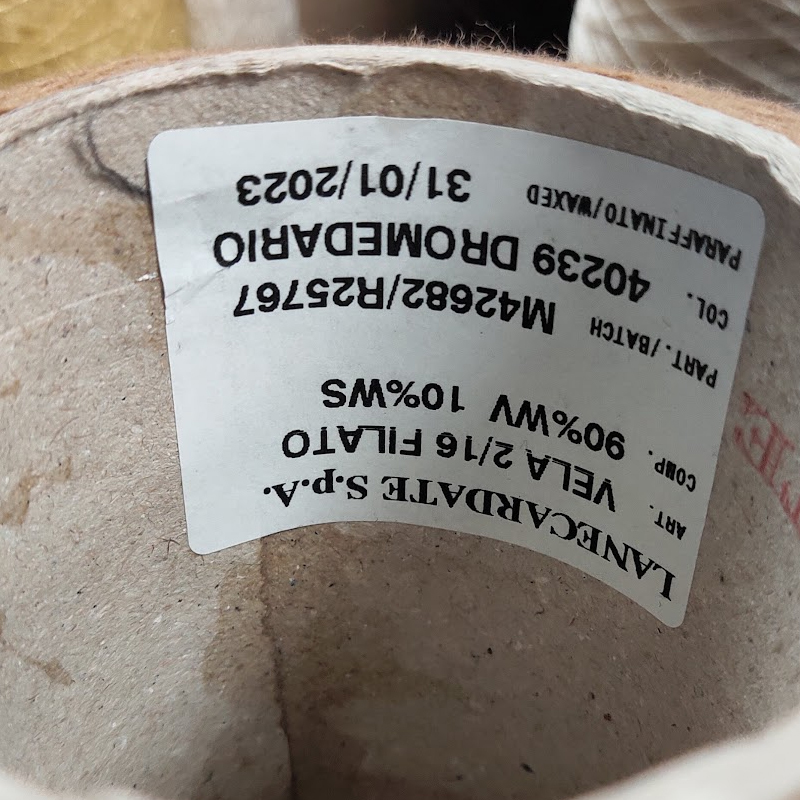 LANECARDATE S.p.A.
ART. VELA 2/16 FILATO
COMP. 90%WV 10%WS
PART./BATCH M42682/R25767
COL. 40239 DROMEDARIO
PARAFFINATO/WAXED 31/01/2023